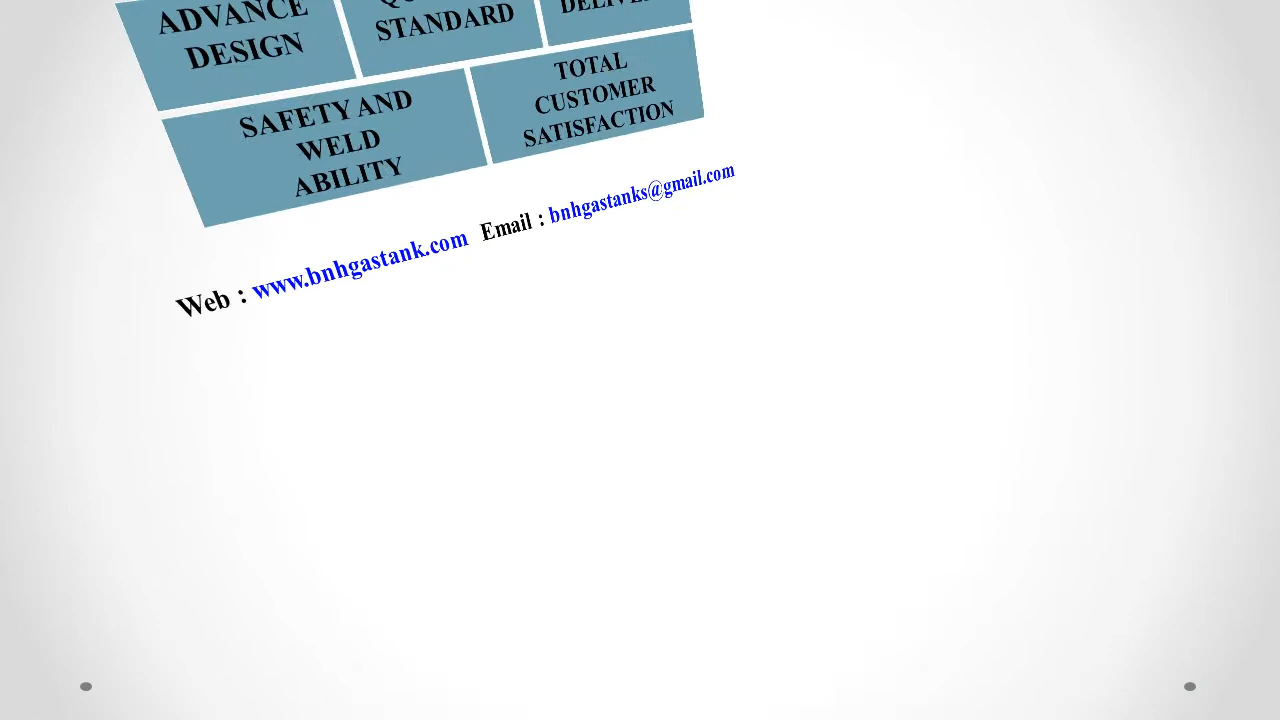 ADVANCE
DESIGN
STANDARD
SAFETY AND
WELD
ABILITY
TOTAL
CUSTOMER
SATISFACTION
Web : www.bnhgastank.com Email : bnhgastanks@gmail.com